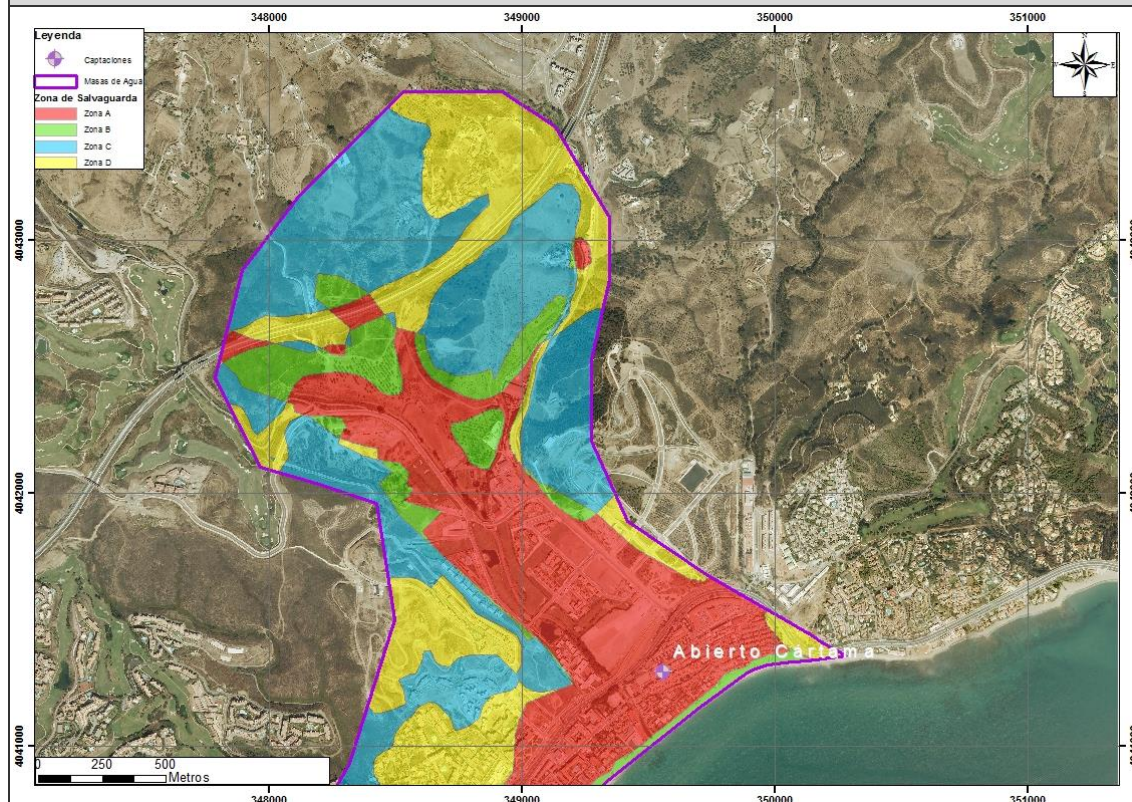 348000 349000 350000 351000
Leyenda
Captaciones
Masas de Agua
Zona de Salvaguarda
Zona A
Zona B
Zona C
Zona D
N
W E
S
4043000
4042000
Abierto Cártama
4041000
0 250 500
Metros
348000 349000 350000 351000